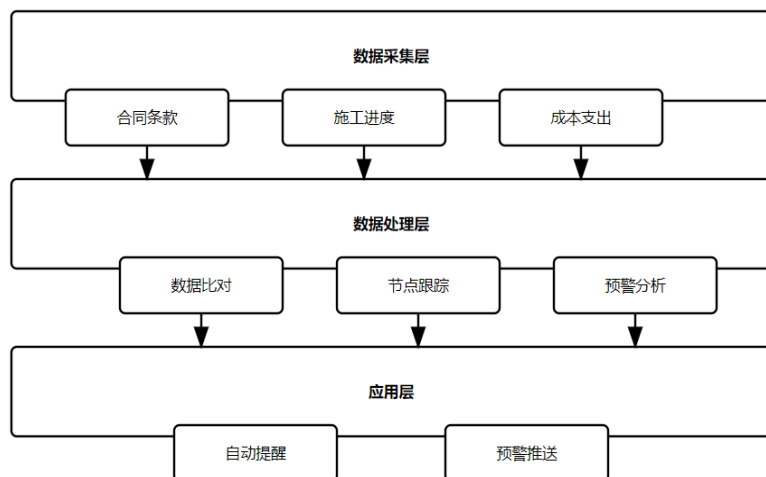 数据采集层
合同条款
施工进度
成本支出
数据处理层
数据比对
节点跟踪
预警分析
应用层
自动提醒
预警推送